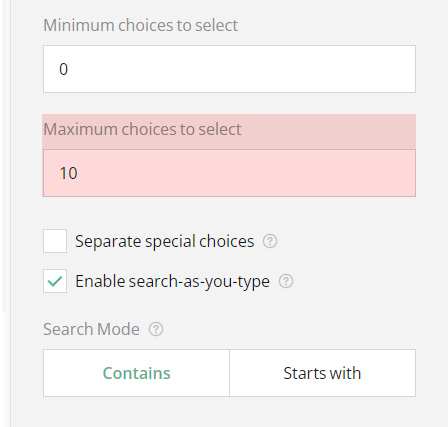 Minimum choices to select
0
Maximum choices to select
10
Separate special choices ?
Enable search-as-you-type ?
Search Mode ?
Contains Starts with